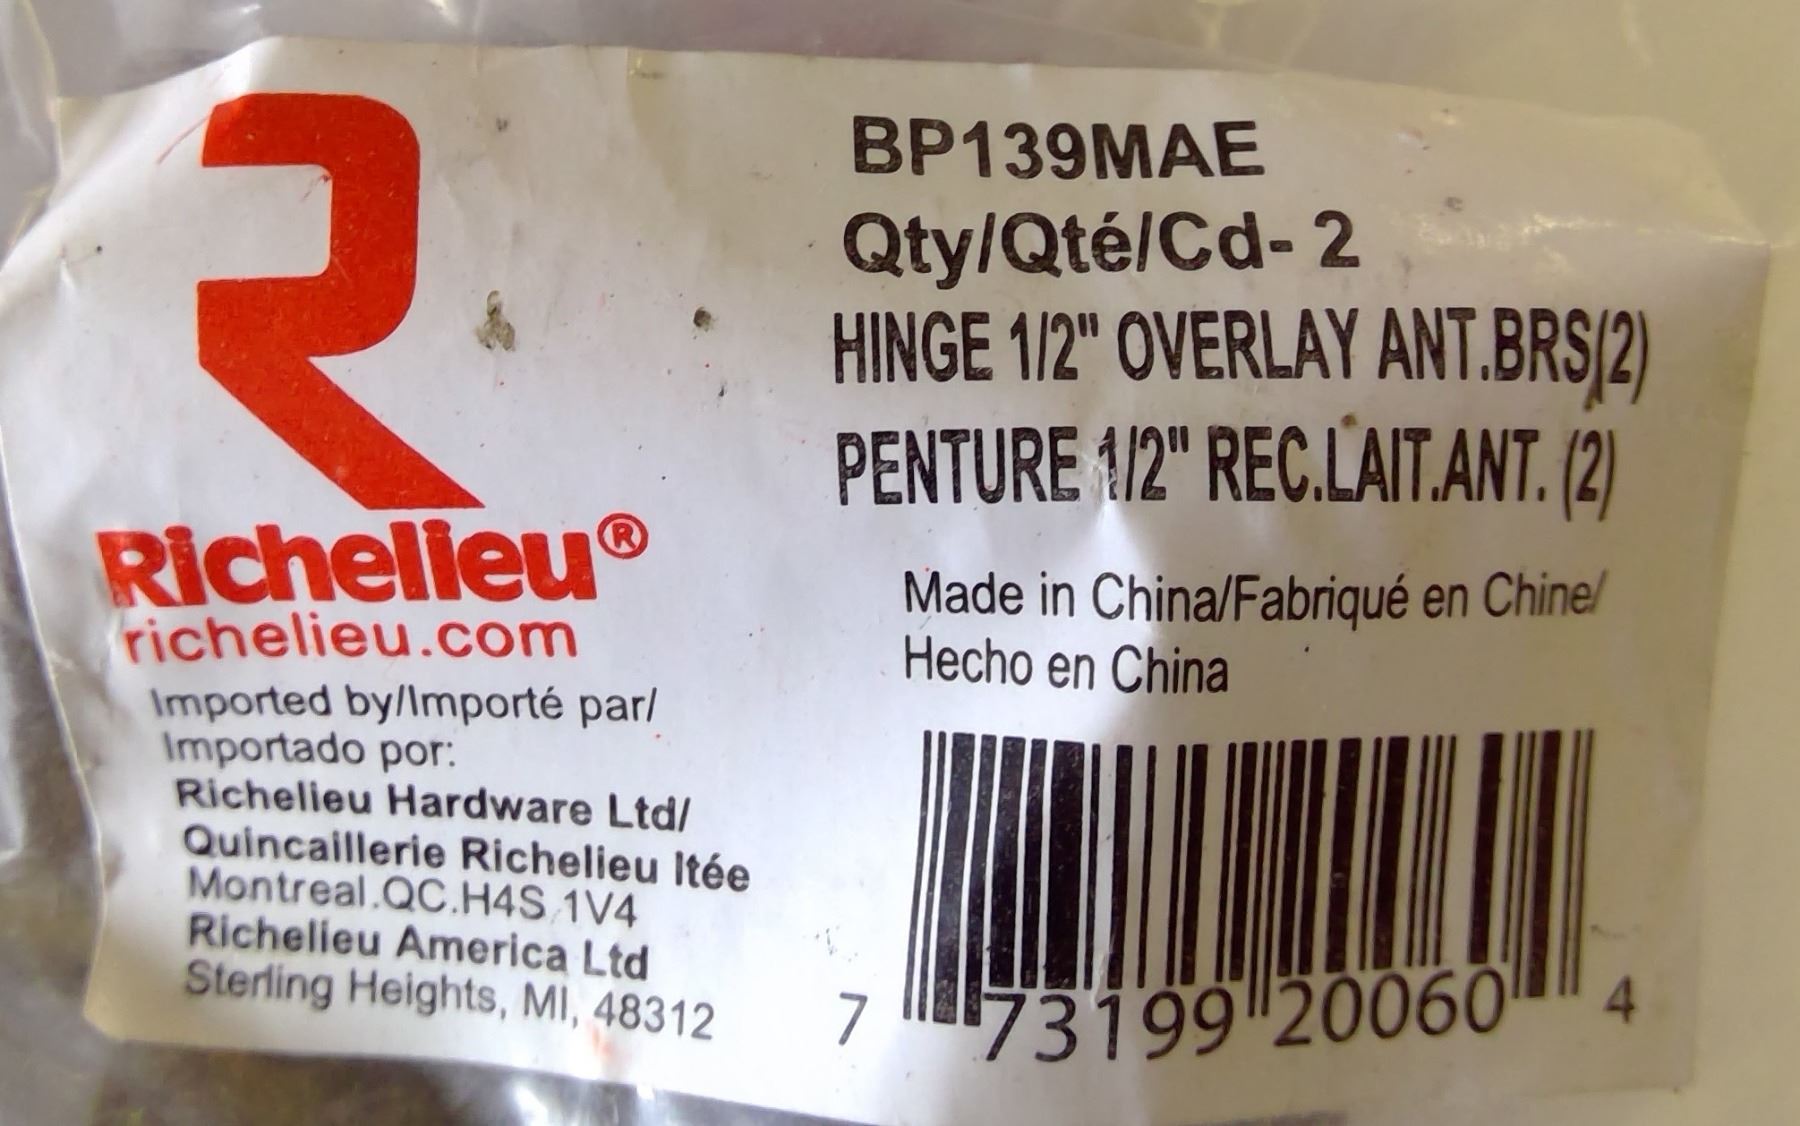 Richelieu®
richelieu.com
Imported by/Importé par/
Importado por:
Richelieu Hardware Ltd/
Quincaillerie Richelieu ltée
Montreal.QC.H4S 1V4
Richelieu America Ltd
Sterling Heights, MI, 48312
BP139MAE
Qty/Qté/Cd- 2
HINGE 1/2" OVERLAY ANT.BRS(2)
PENTURE 1/2" REC.LAIT.ANT. (2)
Made in China/Fabriqué en Chine/
Hecho en China
7 73199 20060 4